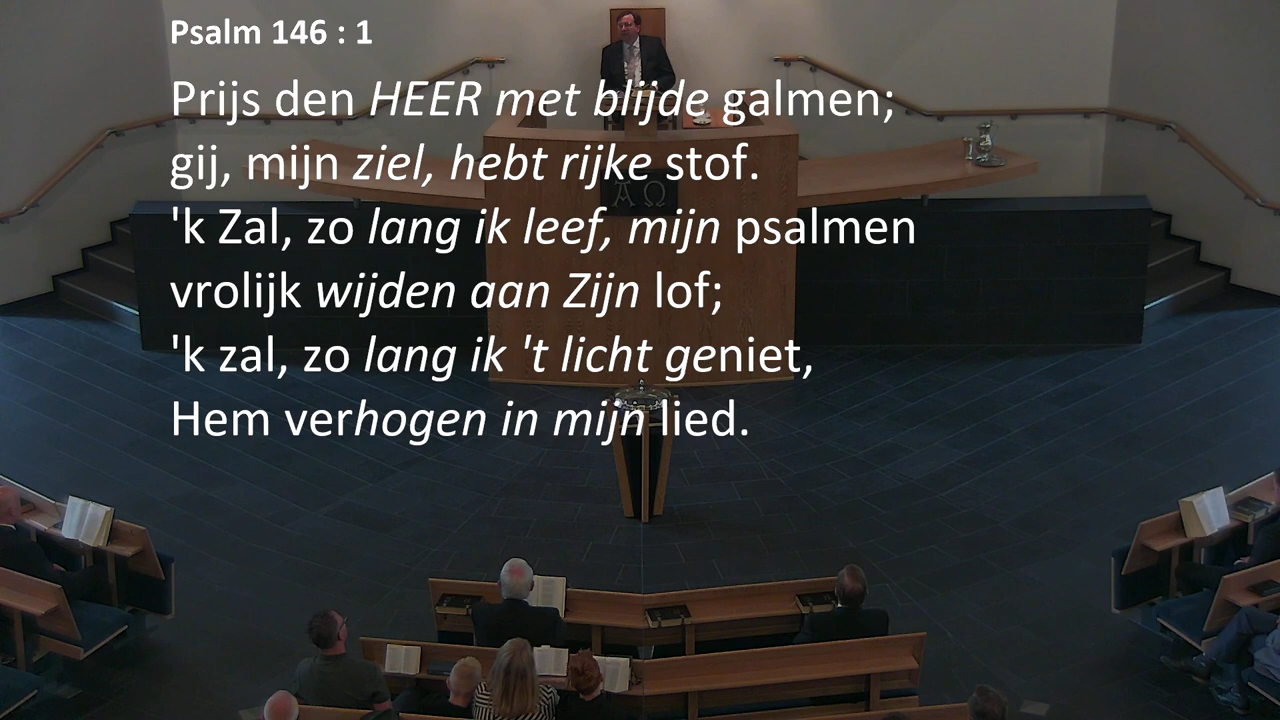 Psalm 146 : 1
Prijs den HEER met blijde galmen;
gij, mijn ziel, hebt rijke stof.
'k Zal, zo lang ik leef, mijn psalmen
vrolijk wijden aan Zijn lof;
'k zal, zo lang ik 't licht geniet,
Hem verhogen in mijn lied.
Α Ω